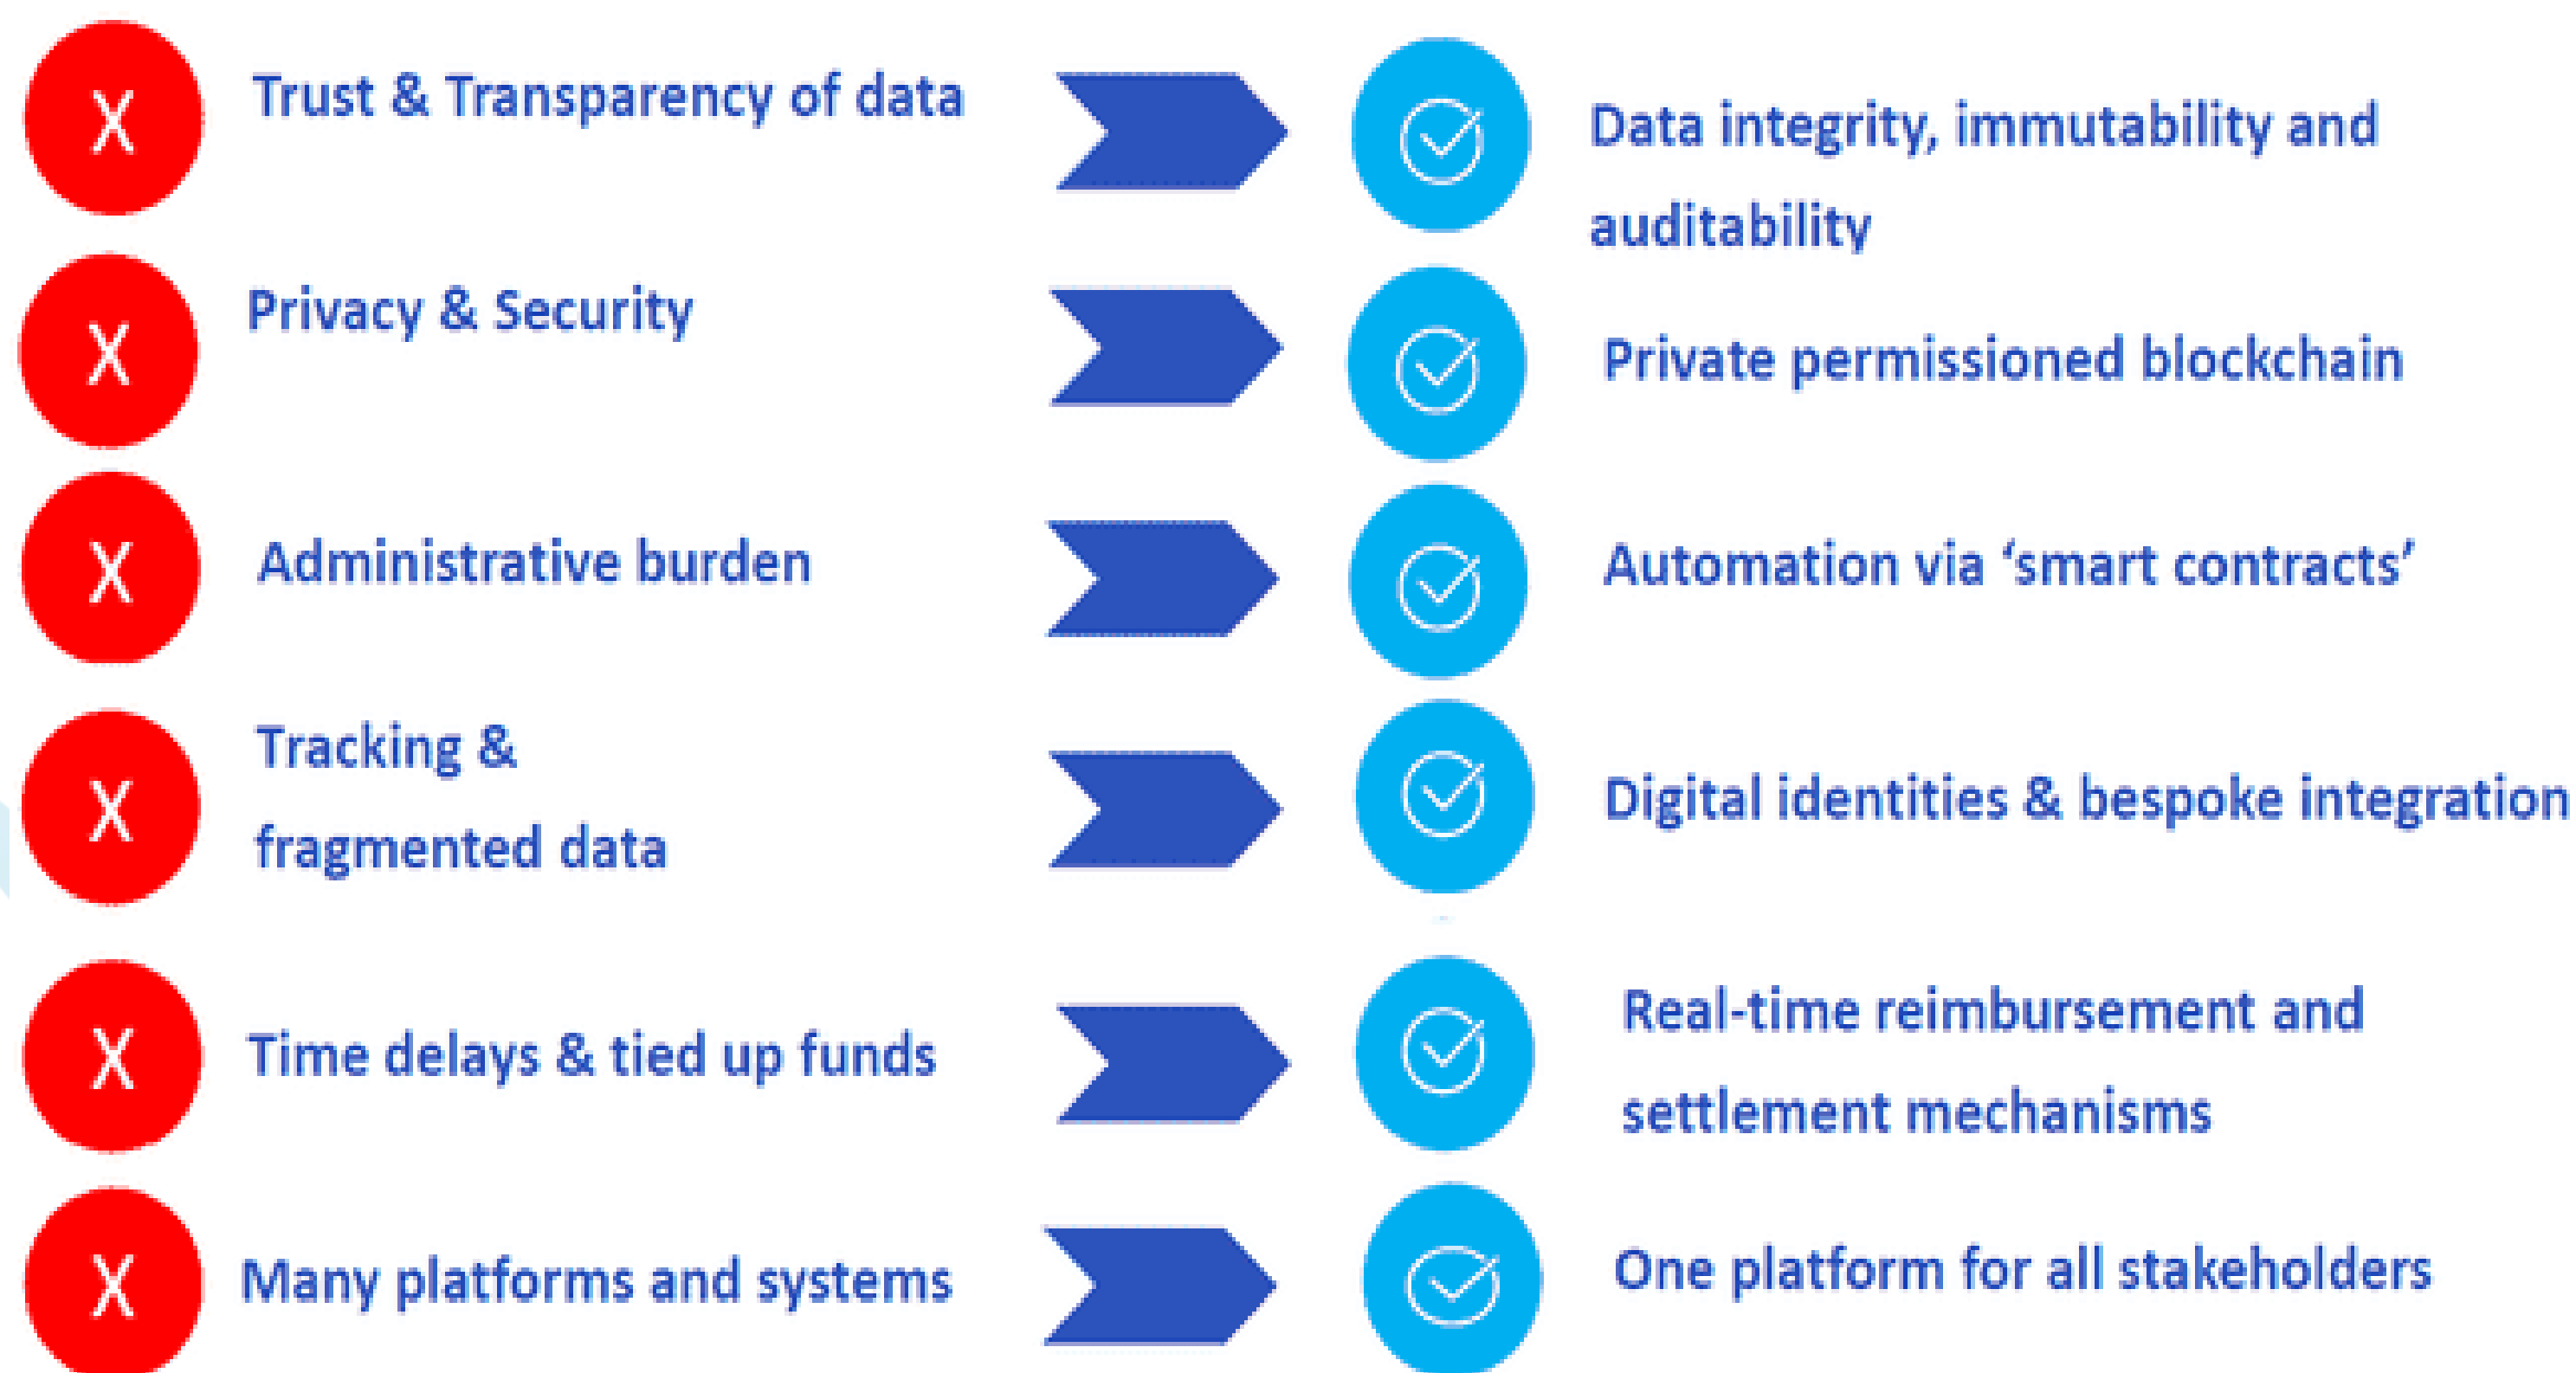 X Trust & Transparency of data
Data integrity, immutability and
auditability
X Privacy & Security
Private permissioned blockchain
X Administrative burden
Automation via ‘smart contracts’
X Tracking &
fragmented data
Digital identities & bespoke integration
X Time delays & tied up funds
Real-time reimbursement and
settlement mechanisms
X Many platforms and systems
One platform for all stakeholders